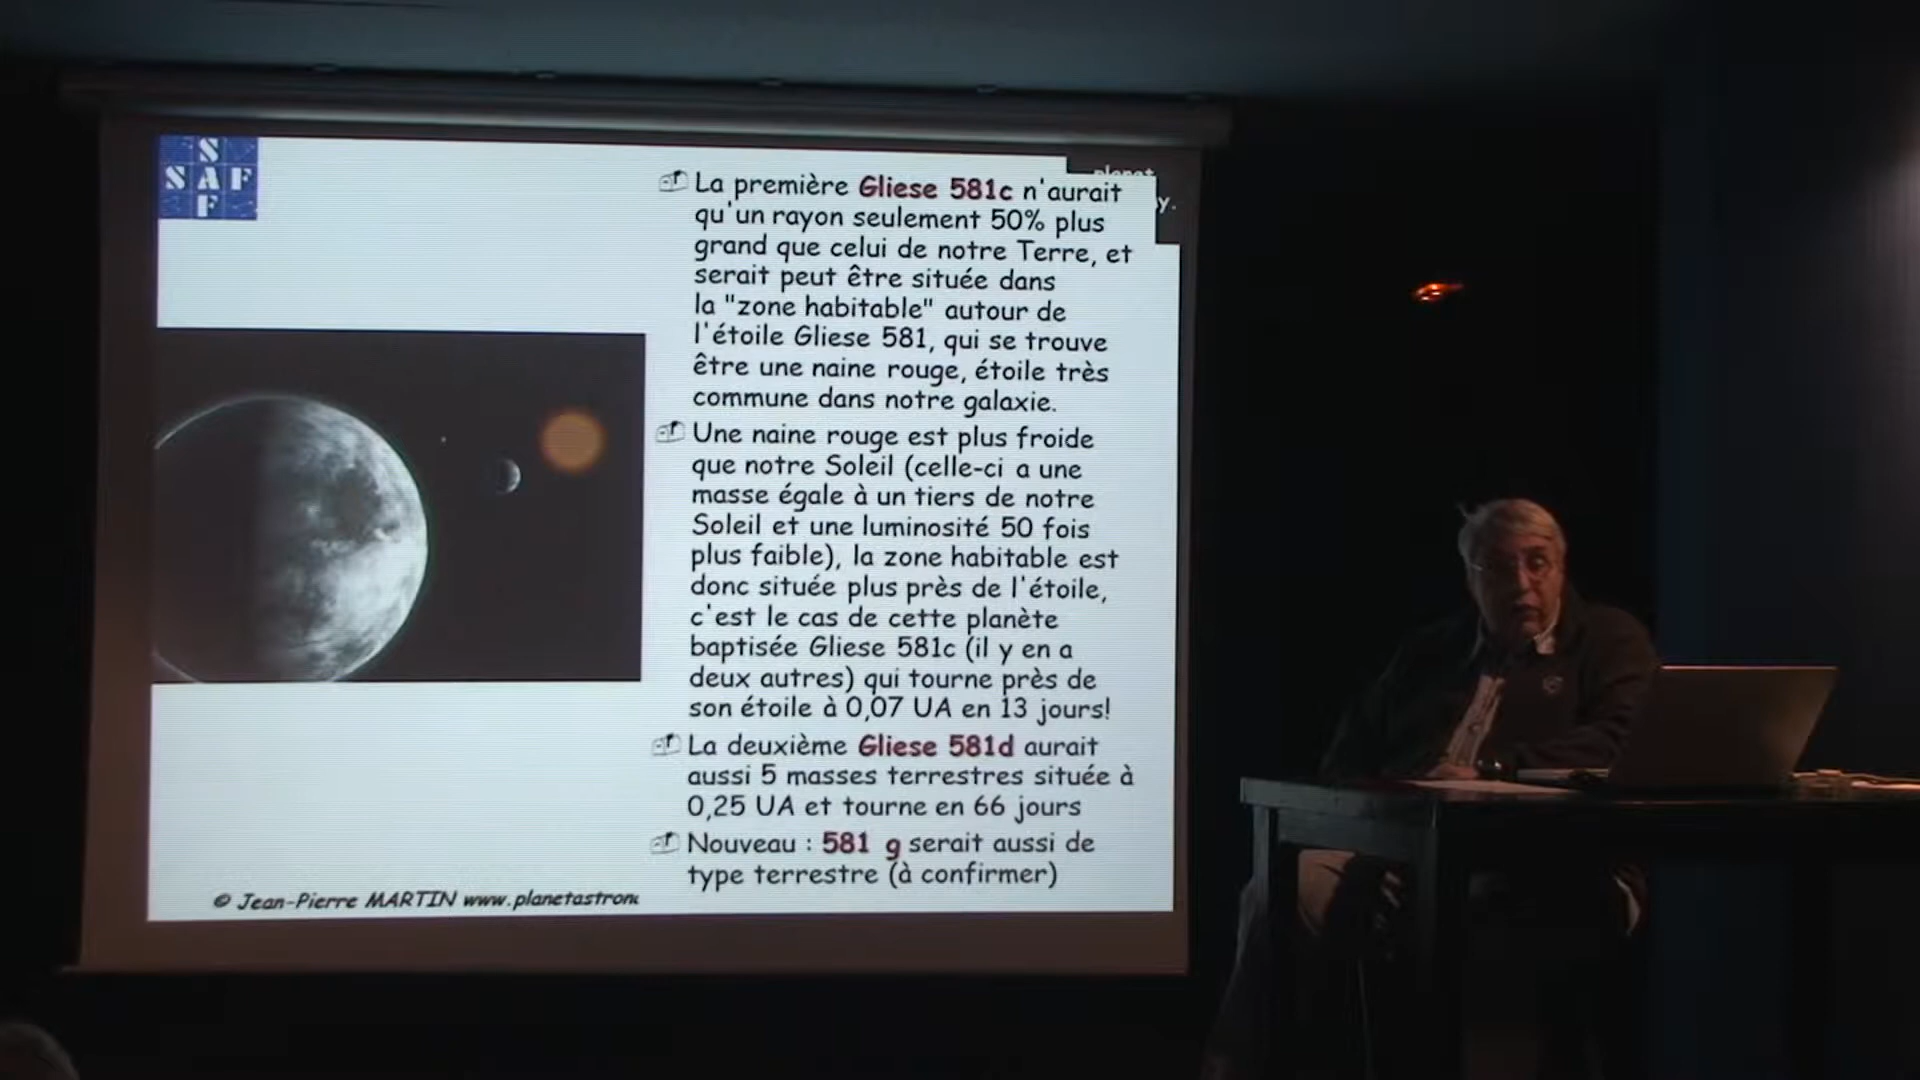 S
SAF
F
planet
y.
La première Gliese 581c n'aurait
qu'un rayon seulement 50% plus
grand que celui de notre Terre, et
serait peut être située dans
la "zone habitable" autour de
l'étoile Gliese 581, qui se trouve
être une naine rouge, étoile très
commune dans notre galaxie.
Une naine rouge est plus froide
que notre Soleil (celle-ci a une
masse égale à un tiers de notre
Soleil et une luminosité 50 fois
plus faible), la zone habitable est
donc située plus près de l'étoile,
c'est le cas de cette planète
baptisée Gliese 581c (il y en a
deux autres) qui tourne près de
son étoile à 0,07 UA en 13 jours!
La deuxième Gliese 581d aurait
aussi 5 masses terrestres située à
0,25 UA et tourne en 66 jours
Nouveau : 581 g serait aussi de
type terrestre (à confirmer)
© Jean-Pierre MARTIN www.planetastron